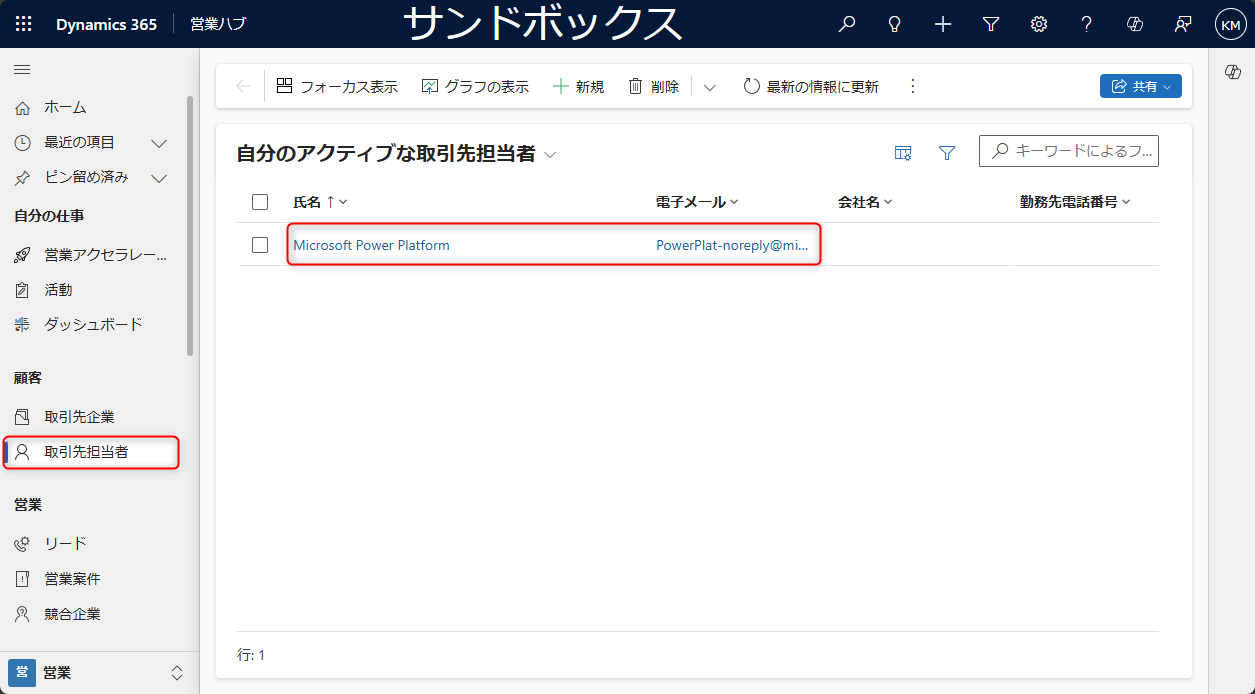 Dynamics 365
営業ハブ
サンドボックス
KM
フォーカス表示
グラフの表示
新規
削除
最新の情報に更新
共有
ホーム
最近の項目
ピン留め済み
自分の仕事
営業アクセラレー...
活動
ダッシュボード
顧客
取引先企業
取引先担当者
営業
リード
営業案件
競合企業
営 営業
自分のアクティブな取引先担当者
キーワードによるフ...
氏名 ↑ 電子メール 会社名 勤務先電話番号
Microsoft Power Platform PowerPlat-noreply@mi...
行: 1